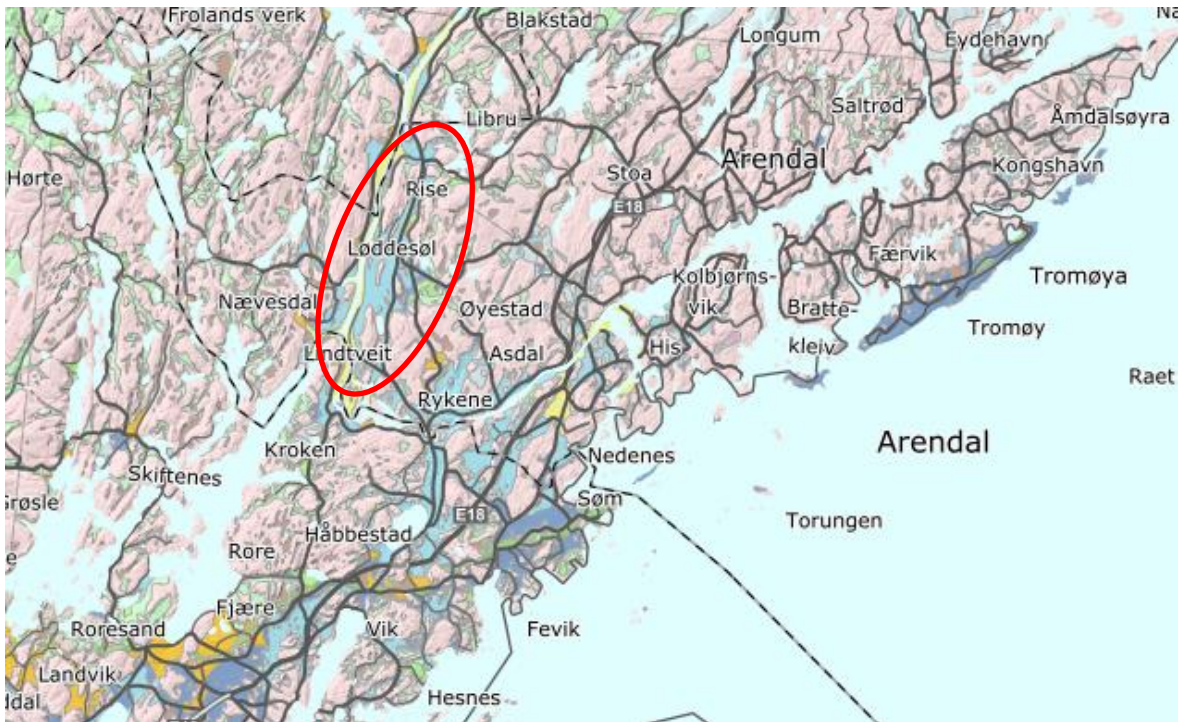 Frolands verk
Blakstad
Longum
Eydehavn
Saltrød
Libru
Åmdalsøyra
Arendal
Kongshavn
Hørte
Stoa
Rise
E18
Løddesøl
Færvik
Kolbjørns-
vik
Tromøya
Nævesdal
Øyestad
Bratte-
kleiv
Tromøy
His
Lindtveit
Asdal
Raet
Rykene
Arendal
Kroken
Nedenes
Skiftenes
Søm
E18
Torungen
Håbbestad
Rore
Fjære
Roresand
Vik
Fevik
Landvik
Hesnes